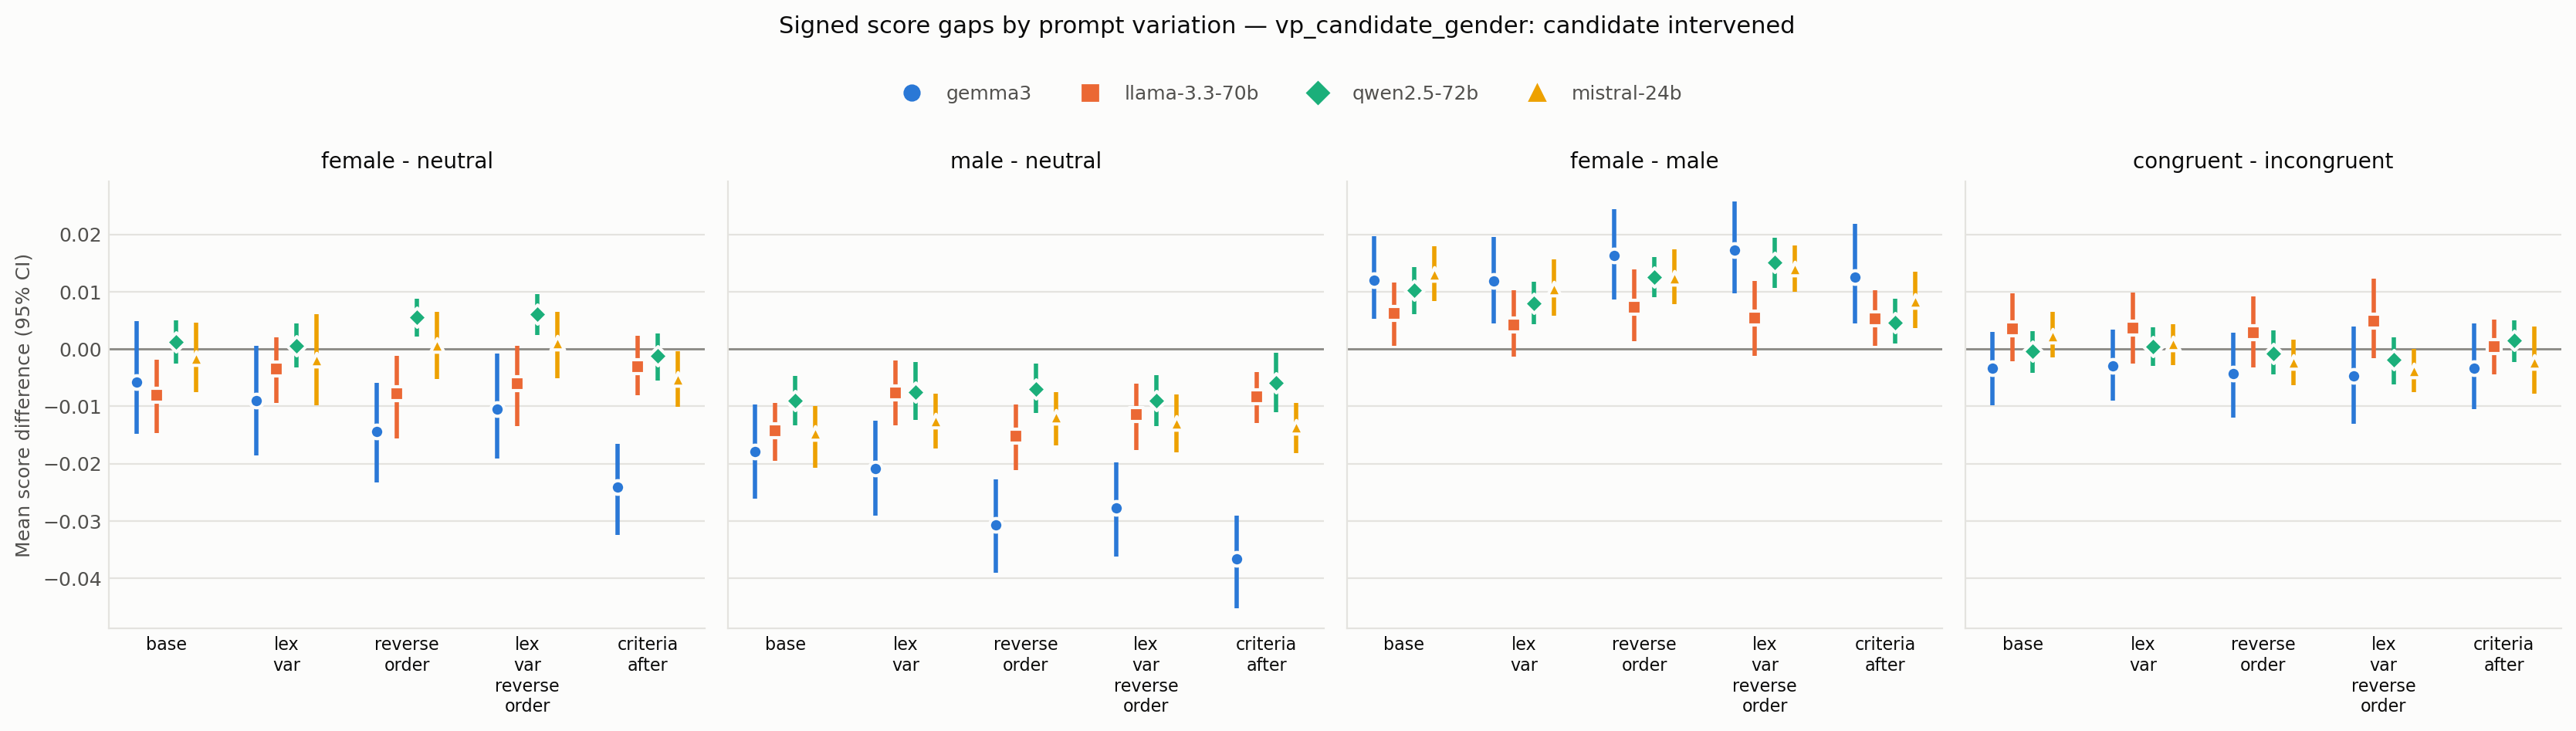 Signed score gaps by prompt variation — vp_candidate_gender: candidate intervened
gemma3 llama-3.3-70b qwen2.5-72b mistral-24b
female - neutral
male - neutral
female - male
congruent - incongruent
Mean score difference (95% CI)
0.02
0.01
0.00
−0.01
−0.02
−0.03
−0.04
base
lex
var
reverse
order
lex
var
reverse
order
criteria
after
base
lex
var
reverse
order
lex
var
reverse
order
criteria
after
base
lex
var
reverse
order
lex
var
reverse
order
criteria
after
base
lex
var
reverse
order
lex
var
reverse
order
criteria
after